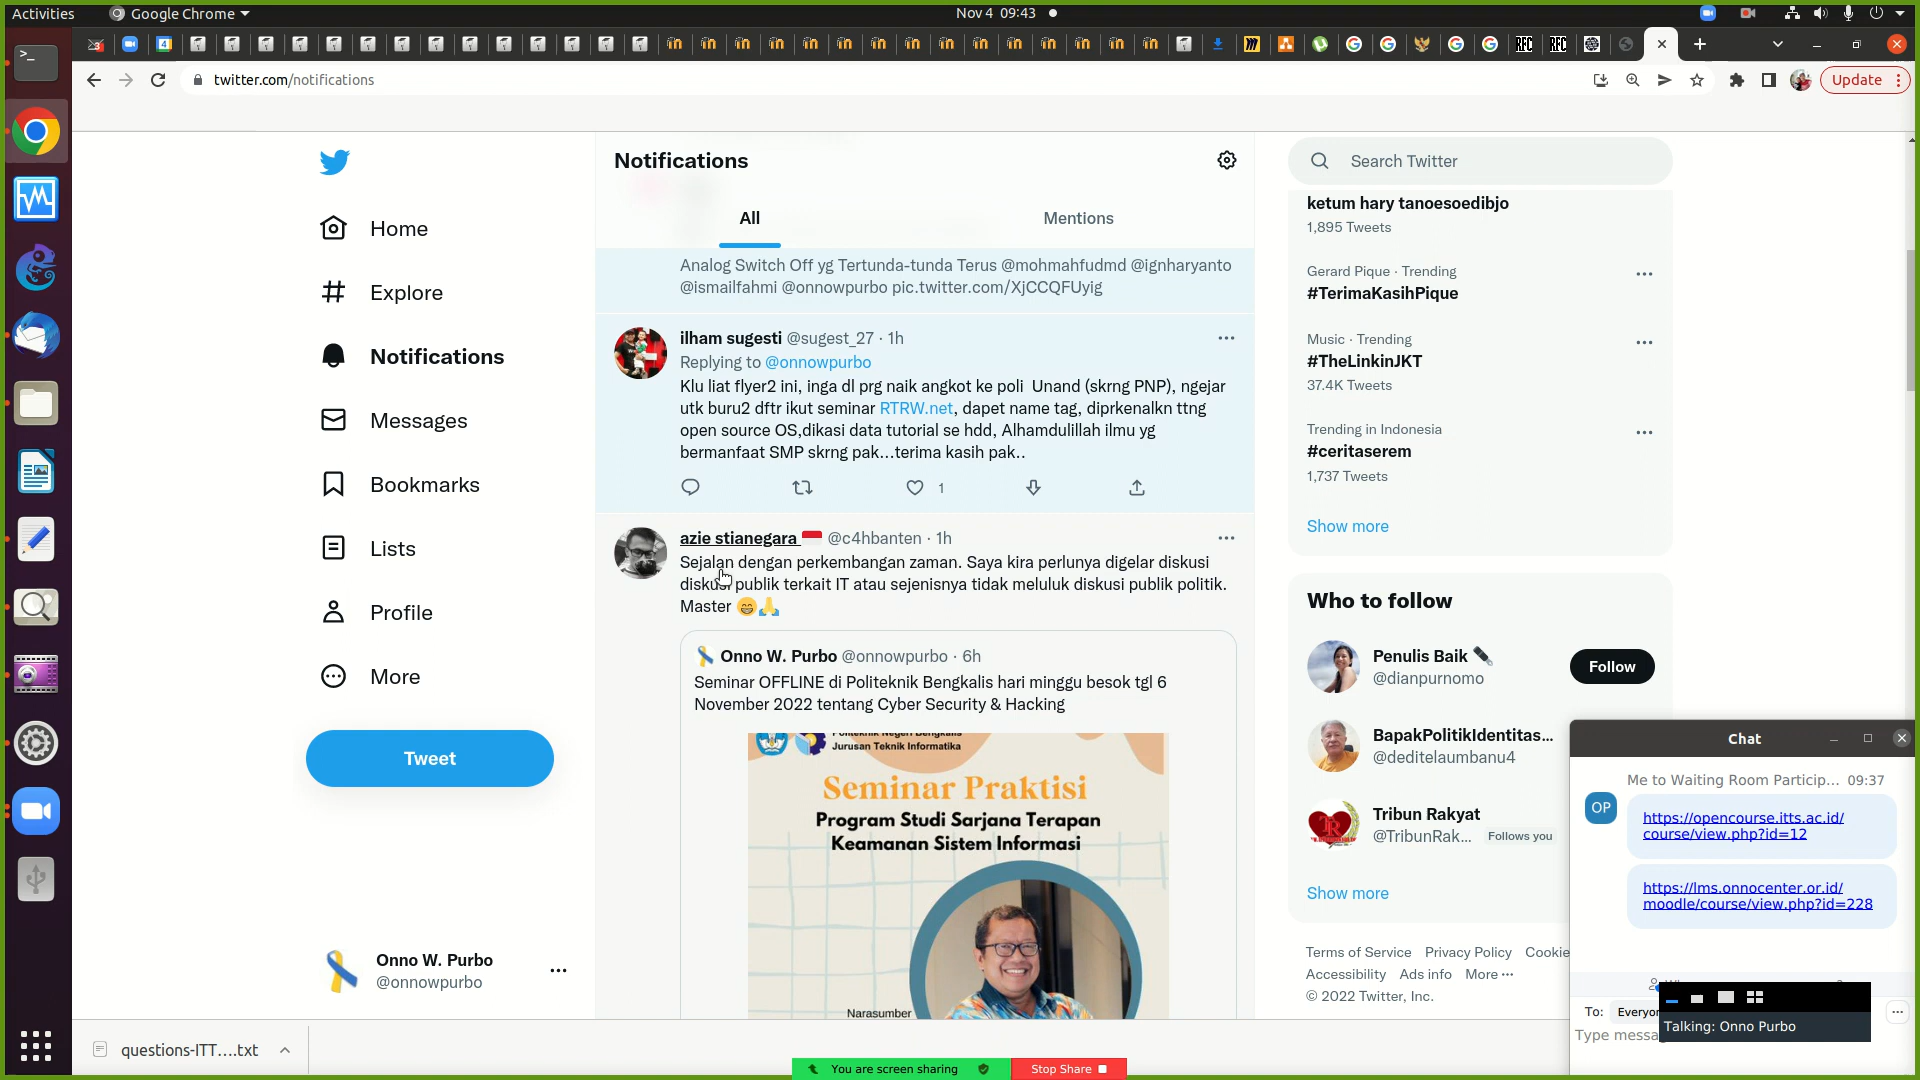 Activities
Google Chrome
Nov 4 09:43
twitter.com/notifications
Update
Home
Explore
Notifications
Messages
Bookmarks
Lists
Profile
More
Tweet
Onno W. Purbo
@onnowpurbo
Notifications
All
Mentions
Analog Switch Off yg Tertunda-tunda Terus @mohmahfudmd @ignharyanto
@ismailfahmi @onnowpurbo pic.twitter.com/XjCCQFUyig
ilham sugesti @sugest_27 · 1h
Replying to @onnowpurbo
Klu liat flyer2 ini, inga dl prg naik angkot ke poli Unand (skrng PNP), ngejar
utk buru2 dftr ikut seminar RTRW.net, dapet name tag, diprkenalkn ttng
open source OS,dikasi data tutorial se hdd, Alhamdulillah ilmu yg
bermanfaat SMP skrng pak...terima kasih pak..
1
azie stianegara 🇮🇩 @c4hbanten · 1h
Sejalan dengan perkembangan zaman. Saya kira perlunya digelar diskusi
diskusi publik terkait IT atau sejenisnya tidak meluluk diskusi publik politik.
Master 😁🙏
Onno W. Purbo @onnowpurbo · 6h
Seminar OFFLINE di Politeknik Bengkalis hari minggu besok tgl 6
November 2022 tentang Cyber Security & Hacking
Politeknik Negeri Bengkalis
Jurusan Teknik Informatika
Seminar Praktisi
Program Studi Sarjana Terapan
Keamanan Sistem Informasi
Narasumber
Search Twitter
ketum hary tanoesoedibjo
1,895 Tweets
Gerard Pique · Trending
#TerimaKasihPique
Music · Trending
#TheLinkinJKT
37.4K Tweets
Trending in Indonesia
#ceritaserem
1,737 Tweets
Show more
Who to follow
Penulis Baik ✒️
@dianpurnomo
Follow
BapakPolitikIdentitas...
@deditelaumbanu4
Tribun Rakyat
@TribunRak... Follows you
Show more
Terms of Service Privacy Policy Cookie
Accessibility Ads info More ···
© 2022 Twitter, Inc.
Chat
Me to Waiting Room Particip... 09:37
OP
https://opencourse.itts.ac.id/
course/view.php?id=12
https://lms.onnocenter.or.id/
moodle/course/view.php?id=228
To: Everyon
Type messa
Talking: Onno Purbo
questions-ITT....txt
You are screen sharing
Stop Share